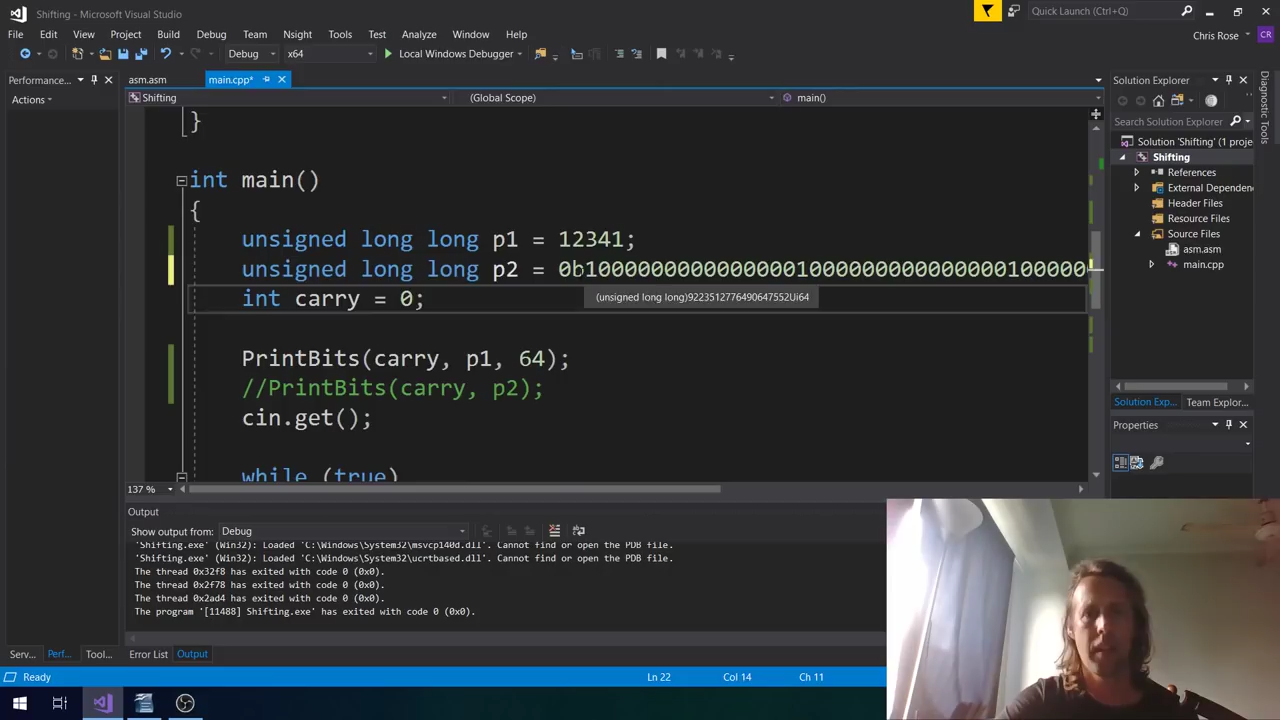 Shifting - Microsoft Visual Studio
Quick Launch (Ctrl+Q)
File Edit View Project Build Debug Team Nsight Tools Test Analyze Window Help
Chris Rose
CR
Debug x64 Local Windows Debugger
Performance...
Actions
asm.asm main.cpp*
Shifting (Global Scope) main()
}
int main()
{
unsigned long long p1 = 12341;
unsigned long long p2 = 0b1000000000000000100000000000000010000
(unsigned long long)9223512776490647552Ui64
int carry = 0;
PrintBits(carry, p1, 64);
//PrintBits(carry, p2);
cin.get();
while (true)
137 %
Solution Explorer
Search Solution Explorer
Solution 'Shifting' (1 proje
Shifting
References
External Dependenc
Header Files
Resource Files
Source Files
asm.asm
main.cpp
Solution Exp... Team Explor...
Properties
Diagnostic Tools
Output
Show output from: Debug
'Shifting.exe' (Win32): Loaded 'C:\Windows\System32\msvcp140d.dll'. Cannot find or open the PDB file.
'Shifting.exe' (Win32): Loaded 'C:\Windows\System32\ucrtbased.dll'. Cannot find or open the PDB file.
The thread 0x32f8 has exited with code 0 (0x0).
The thread 0x2f78 has exited with code 0 (0x0).
The thread 0x2ad4 has exited with code 0 (0x0).
The program '[11488] Shifting.exe' has exited with code 0 (0x0).
Serv... Perf... Tool... Error List Output
Ready Ln 22 Col 14 Ch 11